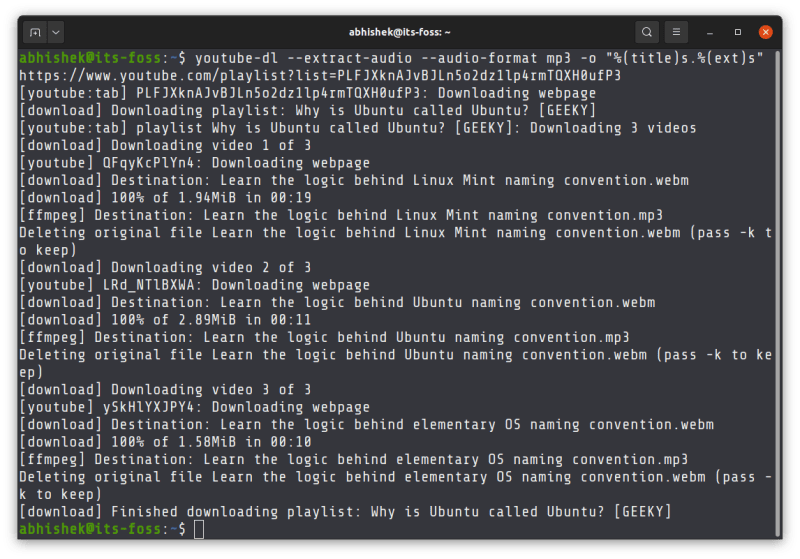 abhishek@its-foss: ~
abhishek@its-foss:~$ youtube-dl --extract-audio --audio-format mp3 -o "%(title)s.%(ext)s"
https://www.youtube.com/playlist?list=PLFJXknAJvBJLn5o2dz1lp4rmTQXH0ufP3
[youtube:tab] PLFJXknAJvBJLn5o2dz1lp4rmTQXH0ufP3: Downloading webpage
[download] Downloading playlist: Why is Ubuntu called Ubuntu? [GEEKY]
[youtube:tab] playlist Why is Ubuntu called Ubuntu? [GEEKY]: Downloading 3 videos
[download] Downloading video 1 of 3
[youtube] QFqyKcPlYn4: Downloading webpage
[download] Destination: Learn the logic behind Linux Mint naming convention.webm
[download] 100% of 1.94MiB in 00:19
[ffmpeg] Destination: Learn the logic behind Linux Mint naming convention.mp3
Deleting original file Learn the logic behind Linux Mint naming convention.webm (pass -k t
o keep)
[download] Downloading video 2 of 3
[youtube] LRd_NTlBXWA: Downloading webpage
[download] Destination: Learn the logic behind Ubuntu naming convention.webm
[download] 100% of 2.89MiB in 00:11
[ffmpeg] Destination: Learn the logic behind Ubuntu naming convention.mp3
Deleting original file Learn the logic behind Ubuntu naming convention.webm (pass -k to ke
ep)
[download] Downloading video 3 of 3
[youtube] ySkHlYXJPY4: Downloading webpage
[download] Destination: Learn the logic behind elementary OS naming convention.webm
[download] 100% of 1.58MiB in 00:10
[ffmpeg] Destination: Learn the logic behind elementary OS naming convention.mp3
Deleting original file Learn the logic behind elementary OS naming convention.webm (pass -
k to keep)
[download] Finished downloading playlist: Why is Ubuntu called Ubuntu? [GEEKY]
abhishek@its-foss:~$